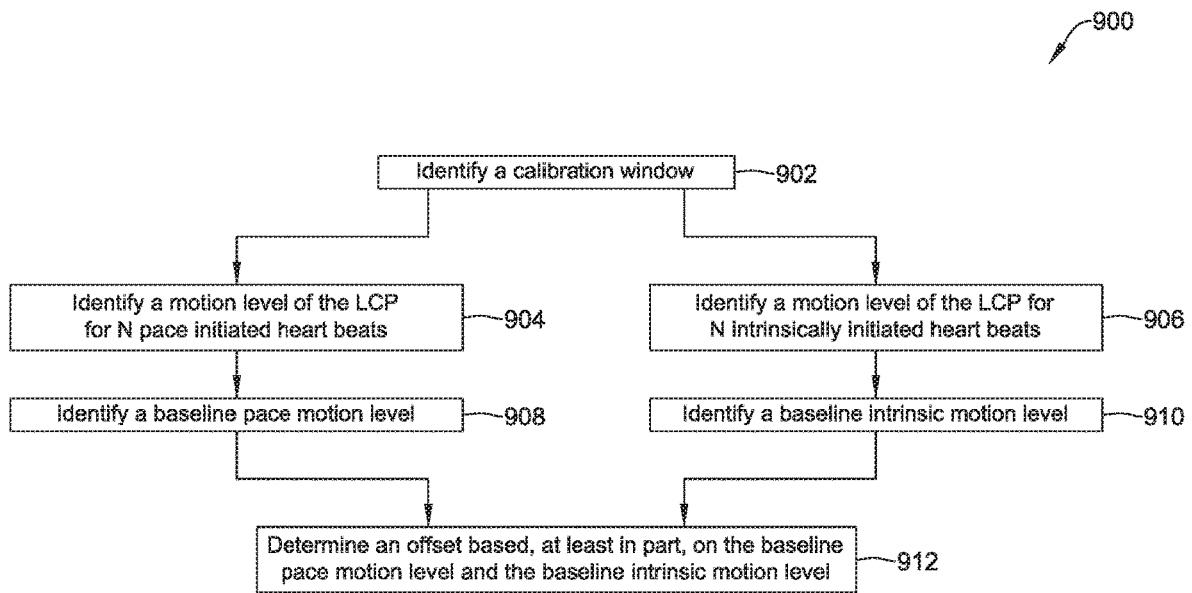 900
Identify a calibration window
902
Identify a motion level of the LCP
for N pace initiated heart beats
904
Identify a motion level of the LCP for
N intrinsically initiated heart beats
906
Identify a baseline pace motion level
908
Identify a baseline intrinsic motion level
910
Determine an offset based, at least in part, on the baseline
pace motion level and the baseline intrinsic motion level
912